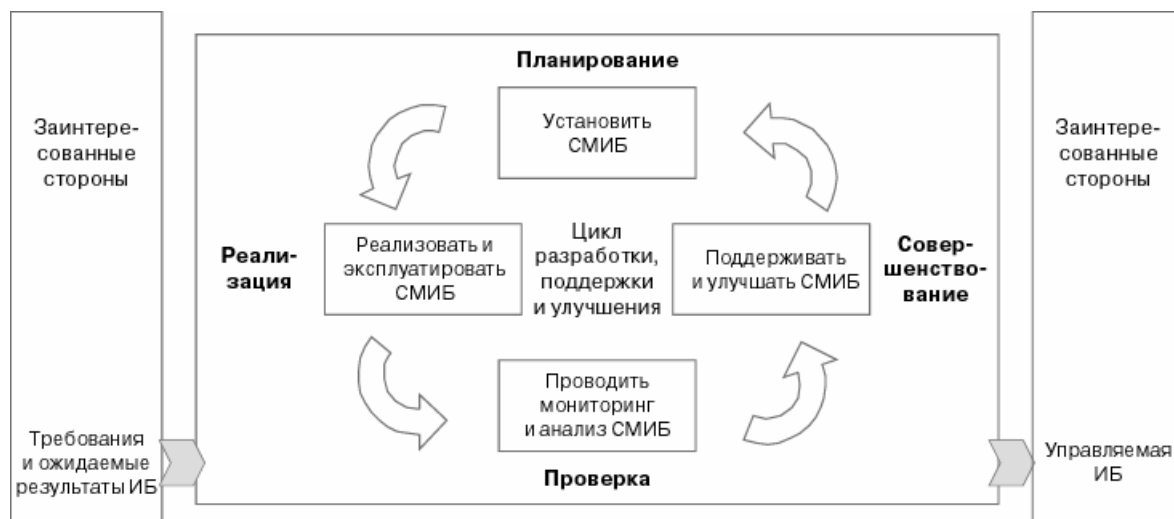 Заинтере-
сованные
стороны
Требования
и ожидаемые
результаты ИБ
Планирование
Установить
СМИБ
Реали-
зация
Реализовать и
эксплуатировать
СМИБ
Цикл
разработки,
поддержки
и улучшения
Поддерживать
и улучшать СМИБ
Совер-
шенство-
вание
Проводить
мониторинг
и анализ СМИБ
Проверка
Заинтере-
сованные
стороны
Управляемая
ИБ